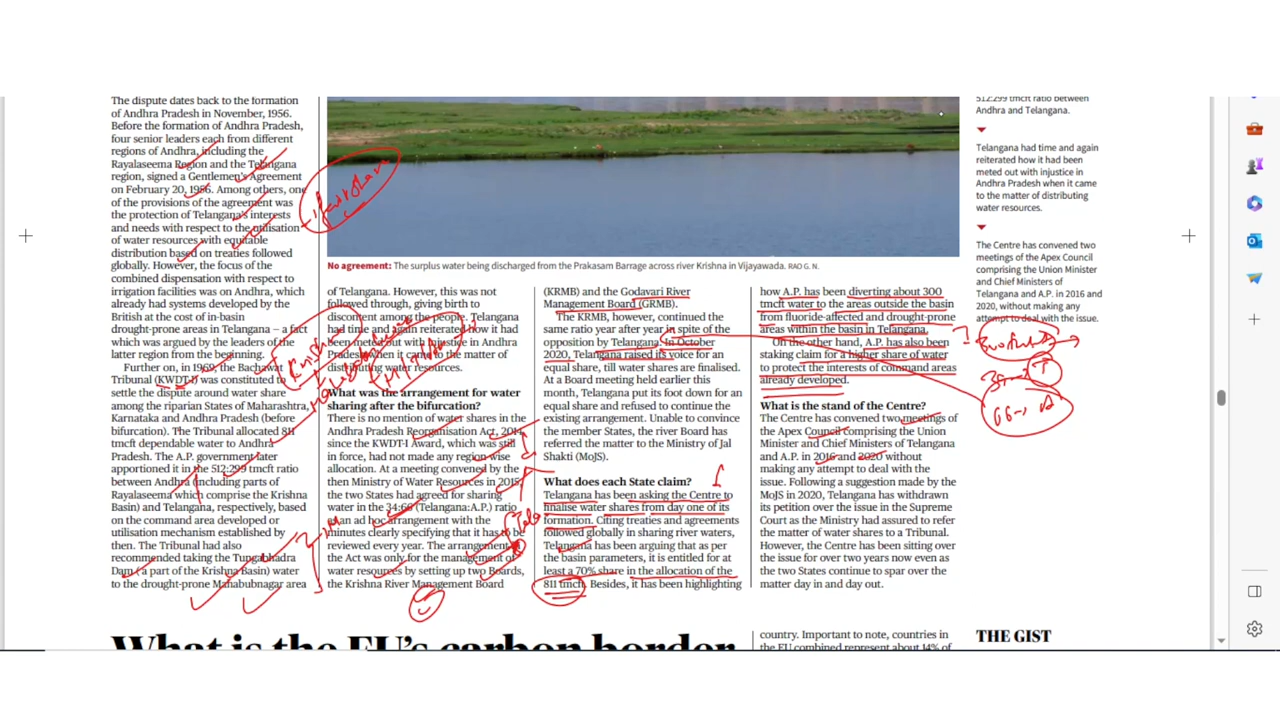 The dispute dates back to the formation
of Andhra Pradesh in November, 1956.
Before the formation of Andhra Pradesh,
four senior leaders each from different
regions of Andhra, including the
Rayalaseema Region and the Telangana
region, signed a Gentlemen's Agreement
on February 20, 1956. Among others, one
of the provisions of the agreement was
the protection of Telangana's interests
and needs with respect to the utilisation
of water resources with equitable
distribution based on treaties followed
globally. However, the focus of the
combined dispensation with respect to
irrigation facilities was on Andhra, which
already had systems developed by the
British at the cost of in-basin
drought-prone areas in Telangana – a fact
which was argued by the leaders of the
latter region from the beginning.
Further on, in 1969, the Bachawat
Tribunal (KWDT-I) was constituted to
settle the dispute around water share
among the riparian States of Maharashtra,
Karnataka and Andhra Pradesh (before
bifurcation). The Tribunal allocated 811
tmcft dependable water to Andhra
Pradesh. The A.P. government later
apportioned it in the 512:299 tmcft ratio
between Andhra (including parts of
Rayalaseema which comprise the Krishna
Basin) and Telangana, respectively, based
on the command area developed or
utilisation mechanism established by
then. The Tribunal had also
recommended taking the Tungabhadra
Dam (a part of the Krishna basin) water
to the drought-prone Mahabubnagar area
No agreement: The surplus water being discharged from the Prakasam Barrage across river Krishna in Vijayawada. RAO G. N.
of Telangana. However, this was not
followed through, giving birth to
discontent among the people. Telangana
had time and again reiterated how it had
been meted out with injustice in Andhra
Pradesh when it came to the matter of
distributing water resources.
What was the arrangement for water
sharing after the bifurcation?
There is no mention of water shares in the
Andhra Pradesh Reorganisation Act, 2014,
since the KWDT-I Award, which was still
in force, had not made any region-wise
allocation. At a meeting convened by the
then Ministry of Water Resources in 2015,
the two States had agreed for sharing
water in the 34:66 (Telangana:A.P.) ratio
as an ad hoc arrangement with the
minutes clearly specifying that it has to be
reviewed every year. The arrangement in
the Act was only for the management of
water resources by setting up two Boards,
the Krishna River Management Board
(KRMB) and the Godavari River
Management Board (GRMB).
The KRMB, however, continued the
same ratio year after year in spite of the
opposition by Telangana. In October
2020, Telangana raised its voice for an
equal share, till water shares are finalised.
At a Board meeting held earlier this
month, Telangana put its foot down for an
equal share and refused to continue the
existing arrangement. Unable to convince
the member States, the river Board has
referred the matter to the Ministry of Jal
Shakti (MoJS).
What does each State claim?
Telangana has been asking the Centre to
finalise water shares from day one of its
formation. Citing treaties and agreements
followed globally in sharing river waters,
Telangana has been arguing that as per
the basin parameters, it is entitled for at
least a 70% share in the allocation of the
811 tmcft. Besides, it has been highlighting
how A.P. has been diverting about 300
tmcft water to the areas outside the basin
from fluoride-affected and drought-prone
areas within the basin in Telangana.
On the other hand, A.P. has also been
staking claim for a higher share of water
to protect the interests of command areas
already developed.
What is the stand of the Centre?
The Centre has convened two meetings of
the Apex Council comprising the Union
Minister and Chief Ministers of Telangana
and A.P. in 2016 and 2020 without
making any attempt to deal with the
issue. Following a suggestion made by the
MoJS in 2020, Telangana has withdrawn
its petition over the issue in the Supreme
Court as the Ministry had assured to refer
the matter of water shares to a Tribunal.
However, the Centre has been sitting
over the issue for over two years now even as
the two States continue to spar over the
matter day in and day out.
512:299 tmcft ratio between
Andhra and Telangana.
Telangana had time and again
reiterated how it had been
meted out with injustice in
Andhra Pradesh when it came
to the matter of distributing
water resources.
The Centre has convened two
meetings of the Apex Council
comprising the Union Minister
and Chief Ministers of
Telangana and A.P. in 2016 and
2020, without making any
attempt to deal with the issue.
What is the EU's carbon border
country. Important to note, countries in
the EU combined represent about 14% of
THE GIST